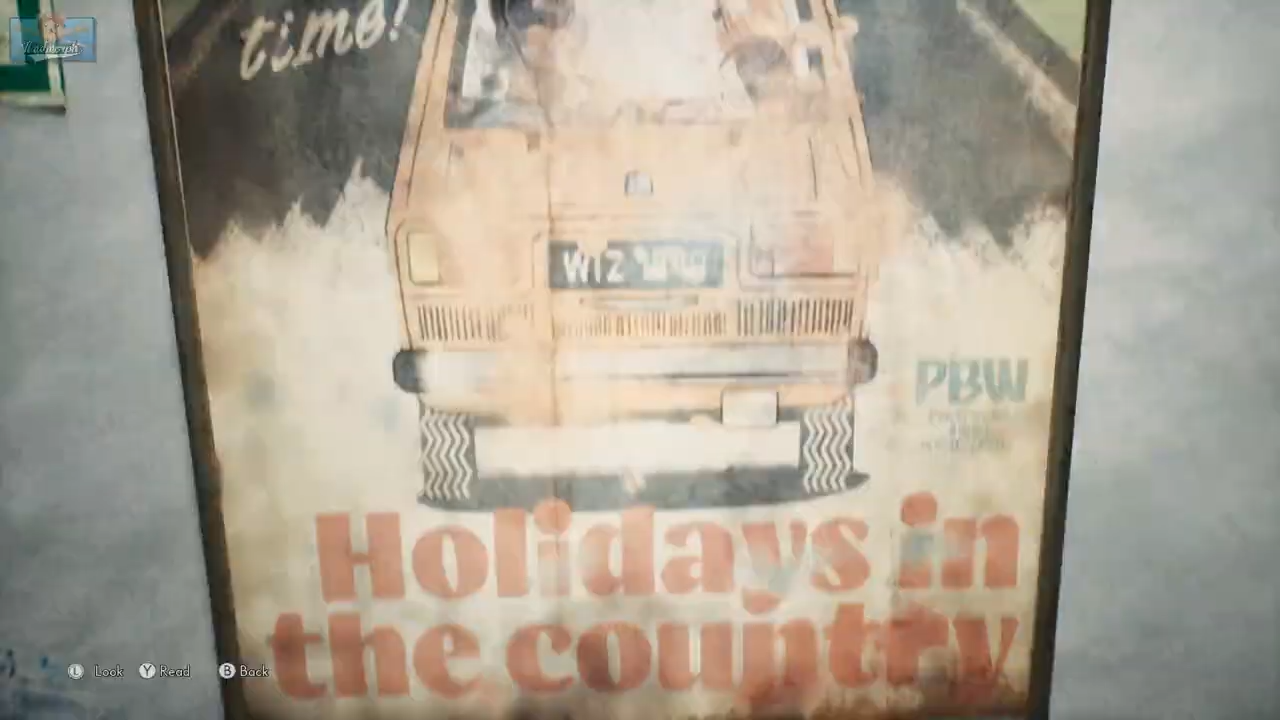 time!
WIZ
PBW
Holidays in
the country
L Look Y Read B Back